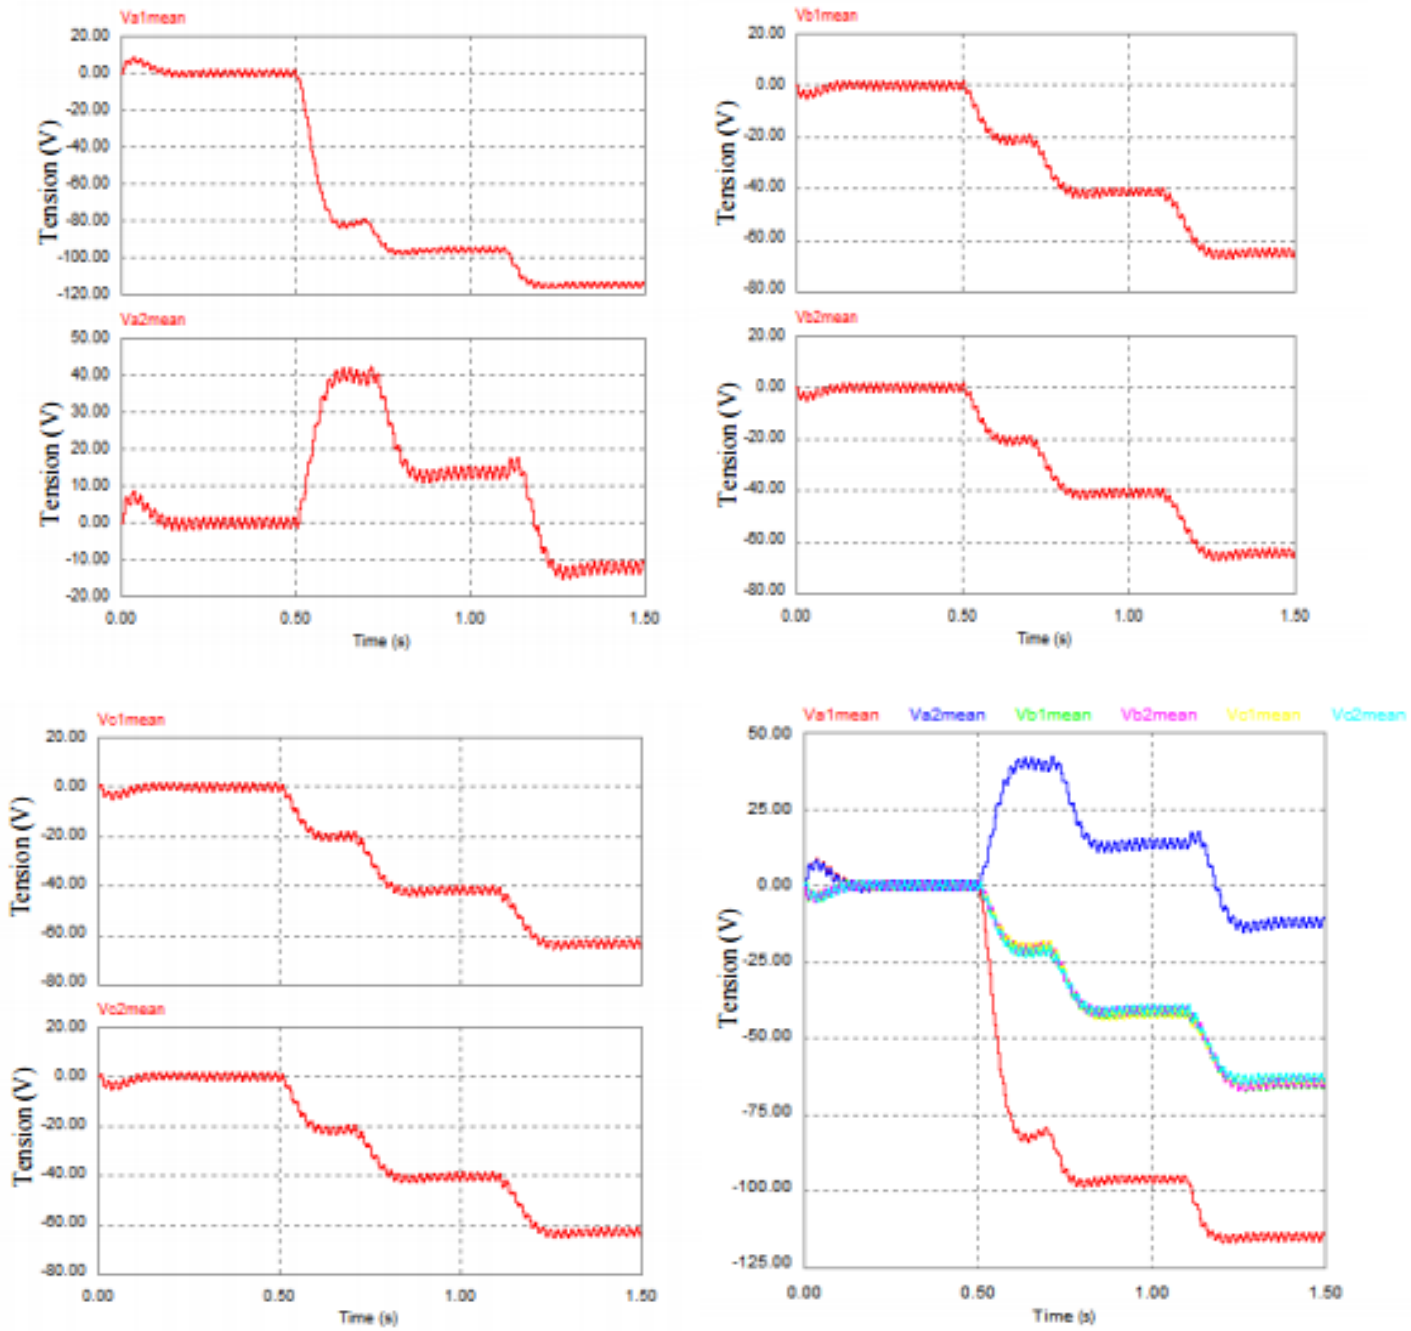 Va1mean
20.00
0.00
-20.00
-40.00
-60.00
-80.00
-100.00
-120.00
Tension (V)
Va2mean
50.00
40.00
30.00
20.00
10.00
0.00
-10.00
-20.00
Tension (V)
0.00 0.50 1.00 1.50
Time (s)
Vb1mean
20.00
0.00
-20.00
-40.00
-60.00
-80.00
Tension (V)
Vb2mean
20.00
0.00
-20.00
-40.00
-60.00
-80.00
Tension (V)
0.00 0.50 1.00 1.50
Time (s)
Vc1mean
20.00
0.00
-20.00
-40.00
-60.00
-80.00
Tension (V)
Vc2mean
20.00
0.00
-20.00
-40.00
-60.00
-80.00
Tension (V)
0.00 0.50 1.00 1.50
Time (s)
Va1mean Va2mean Vb1mean Vb2mean Vc1mean Vc2mean
50.00
25.00
0.00
-25.00
-50.00
-75.00
-100.00
-125.00
Tension (V)
0.00 0.50 1.00 1.50
Time (s)